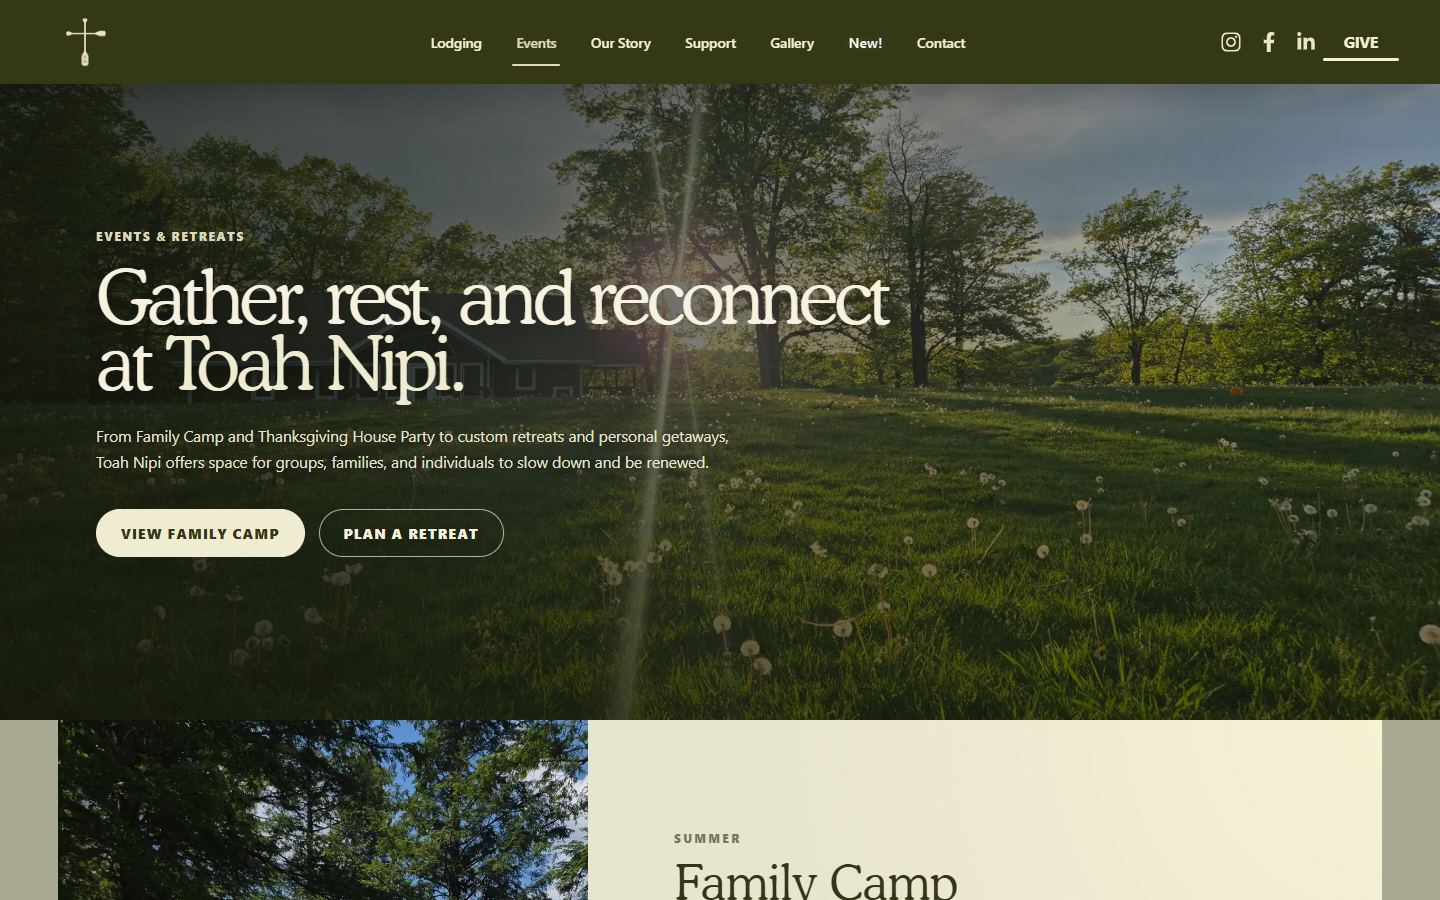 Lodging Events Our Story Support Gallery New! Contact GIVE
EVENTS & RETREATS
Gather, rest, and reconnect
at Toah Nipi.
From Family Camp and Thanksgiving House Party to custom retreats and personal getaways,
Toah Nipi offers space for groups, families, and individuals to slow down and be renewed.
VIEW FAMILY CAMP PLAN A RETREAT
SUMMER
Family Camp